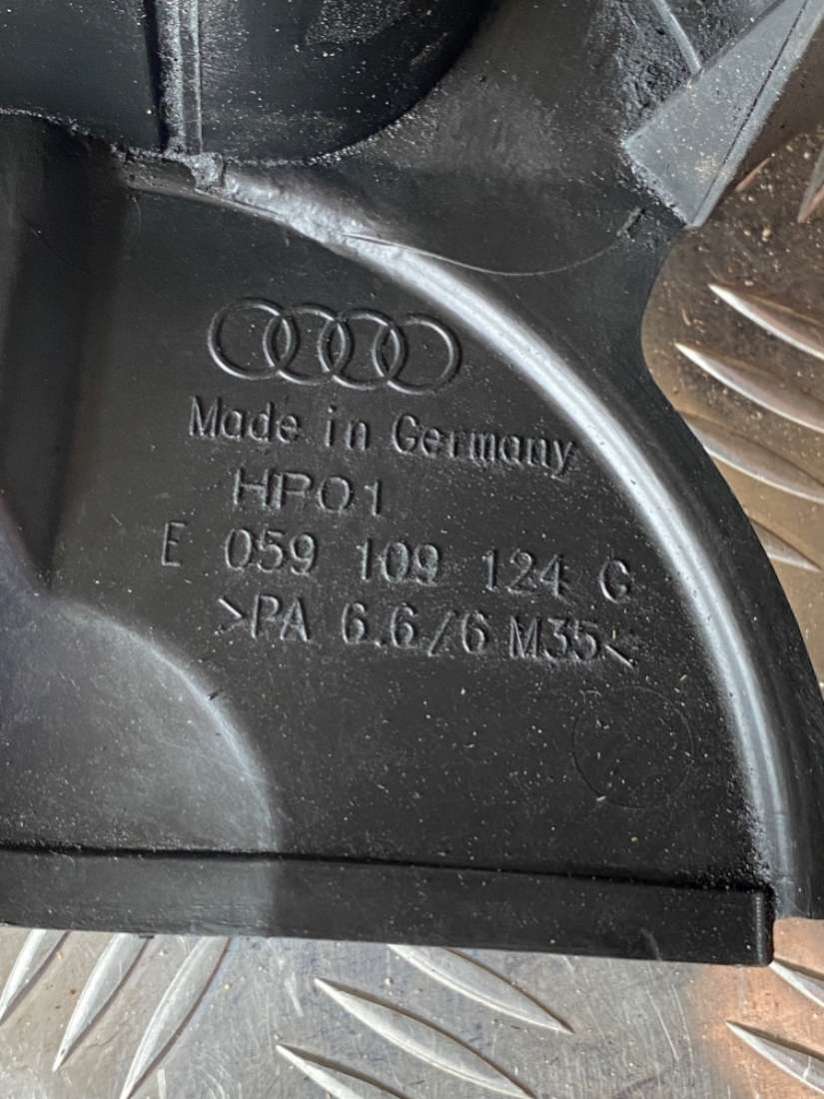 Made in Germany
HP01
E 059 109 124 G
>PA 6.6/6 M35<